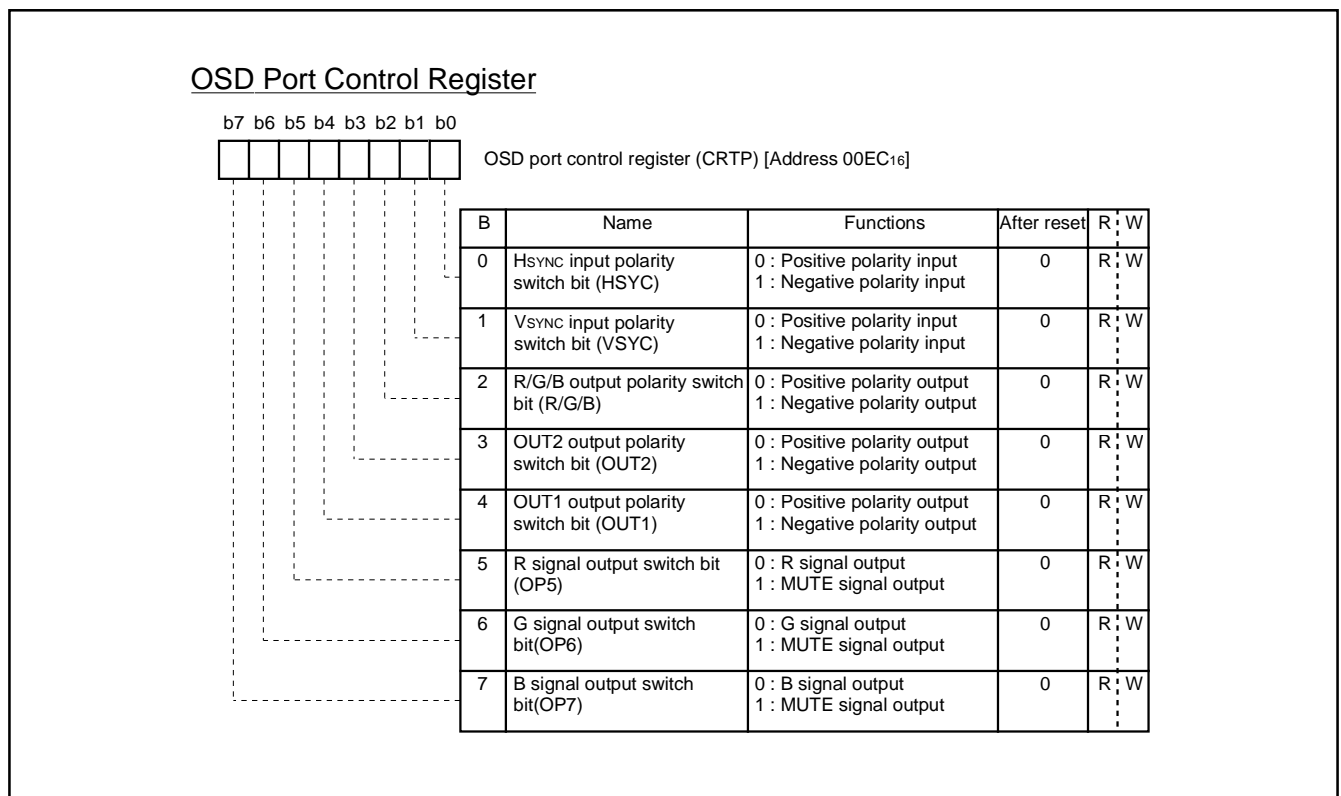 OSD Port Control Register
b7 b6 b5 b4 b3 b2 b1 b0
OSD port control register (CRTP) [Address 00EC16]
B Name Functions After reset R W
0 HSYNC input polarity switch bit (HSYC) 0 : Positive polarity input 1 : Negative polarity input 0 R W
1 VSYNC input polarity switch bit (VSYC) 0 : Positive polarity input 1 : Negative polarity input 0 R W
2 R/G/B output polarity switch bit (R/G/B) 0 : Positive polarity output 1 : Negative polarity output 0 R W
3 OUT2 output polarity switch bit (OUT2) 0 : Positive polarity output 1 : Negative polarity output 0 R W
4 OUT1 output polarity switch bit (OUT1) 0 : Positive polarity output 1 : Negative polarity output 0 R W
5 R signal output switch bit (OP5) 0 : R signal output 1 : MUTE signal output 0 R W
6 G signal output switch bit(OP6) 0 : G signal output 1 : MUTE signal output 0 R W
7 B signal output switch bit(OP7) 0 : B signal output 1 : MUTE signal output 0 R W